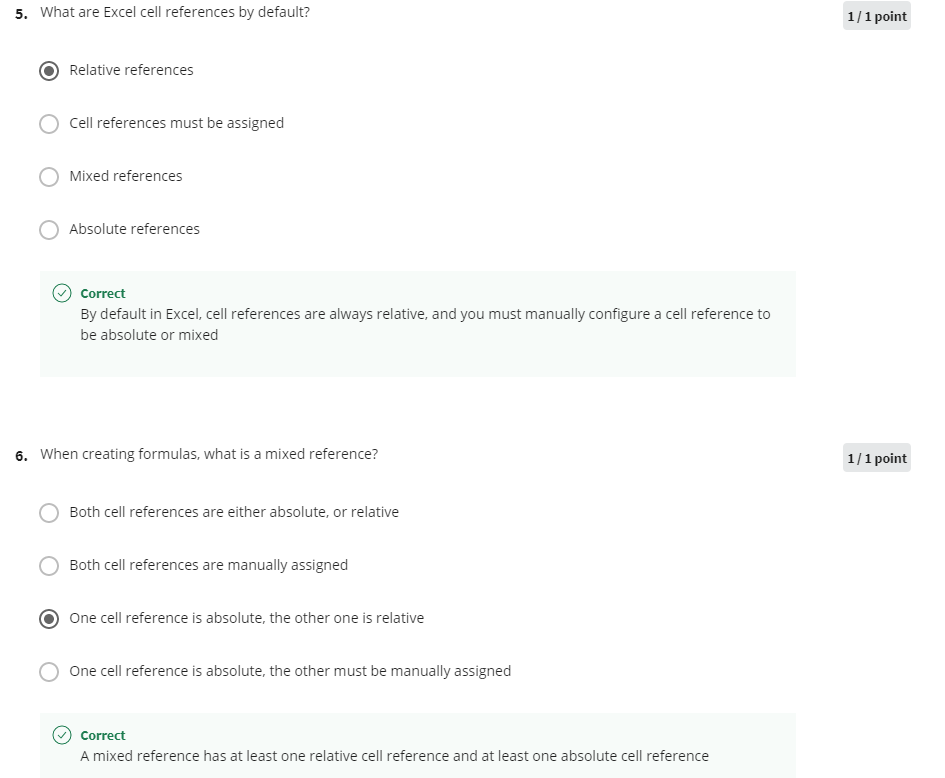 5. What are Excel cell references by default?
1 / 1 point
Relative references
Cell references must be assigned
Mixed references
Absolute references
Correct
By default in Excel, cell references are always relative, and you must manually configure a cell reference to
be absolute or mixed
6. When creating formulas, what is a mixed reference?
1 / 1 point
Both cell references are either absolute, or relative
Both cell references are manually assigned
One cell reference is absolute, the other one is relative
One cell reference is absolute, the other must be manually assigned
Correct
A mixed reference has at least one relative cell reference and at least one absolute cell reference